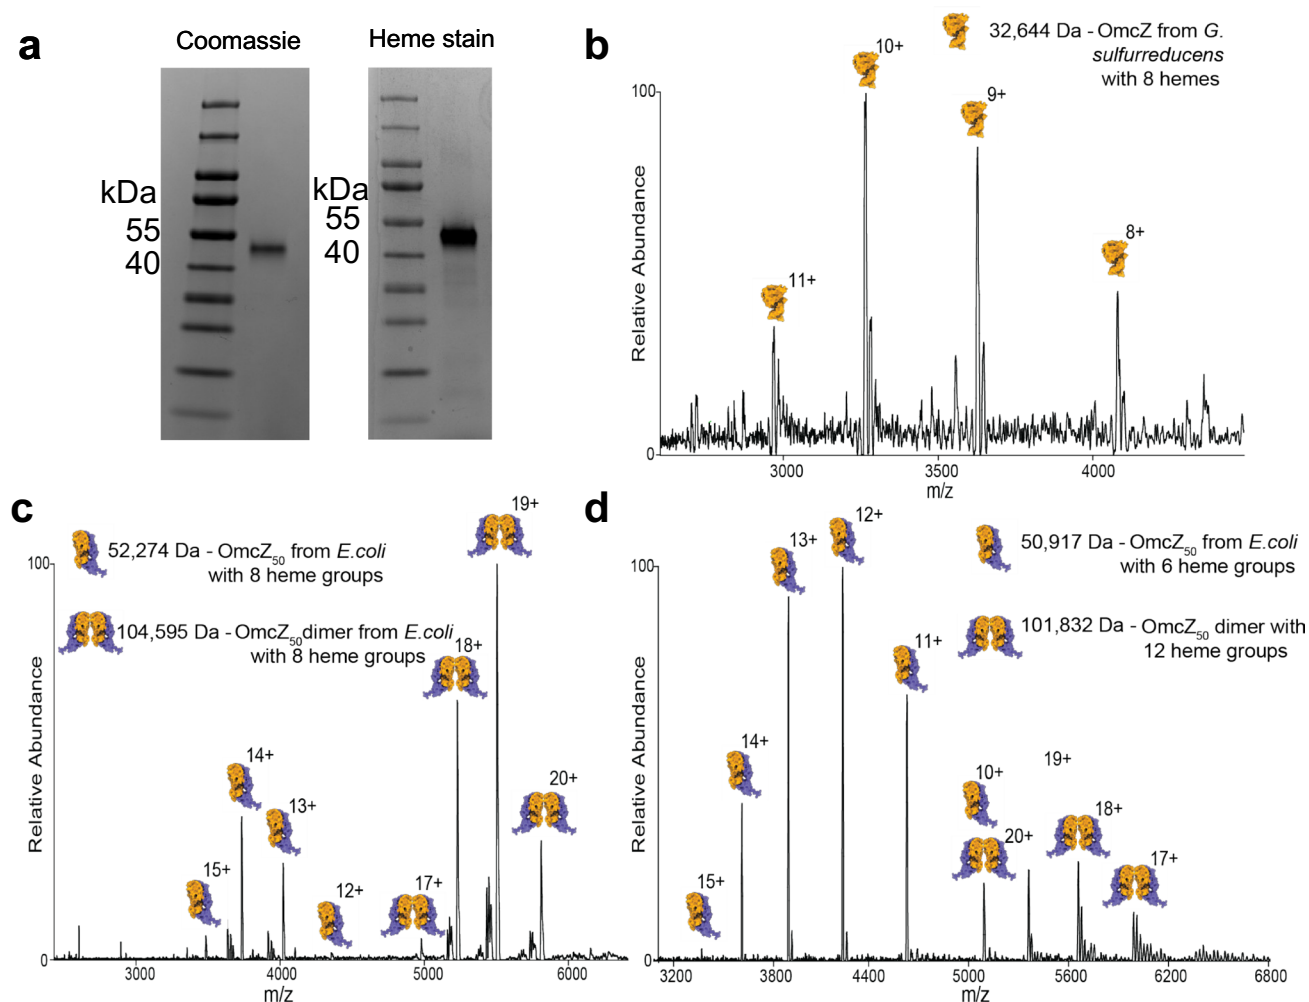 a
Coomassie
Heme stain
kDa
55
40
kDa
55
40
b
32,644 Da - OmcZ from G.
sulfurreducens
with 8 hemes
10+
9+
8+
11+
100
0
Relative Abundance
3000
3500
4000
m/z
c
52,274 Da - OmcZ50 from E.coli
with 8 heme groups
104,595 Da - OmcZ50dimer from E.coli
with 8 heme groups
19+
18+
20+
14+
13+
15+
12+
17+
100
0
Relative Abundance
3000
4000
5000
6000
m/z
d
50,917 Da - OmcZ50 from E.coli
with 6 heme groups
101,832 Da - OmcZ50 dimer with
12 heme groups
12+
13+
11+
14+
15+
10+
20+
19+
18+
17+
100
0
Relative Abundance
3200
3800
4400
5000
5600
6200
6800
m/z